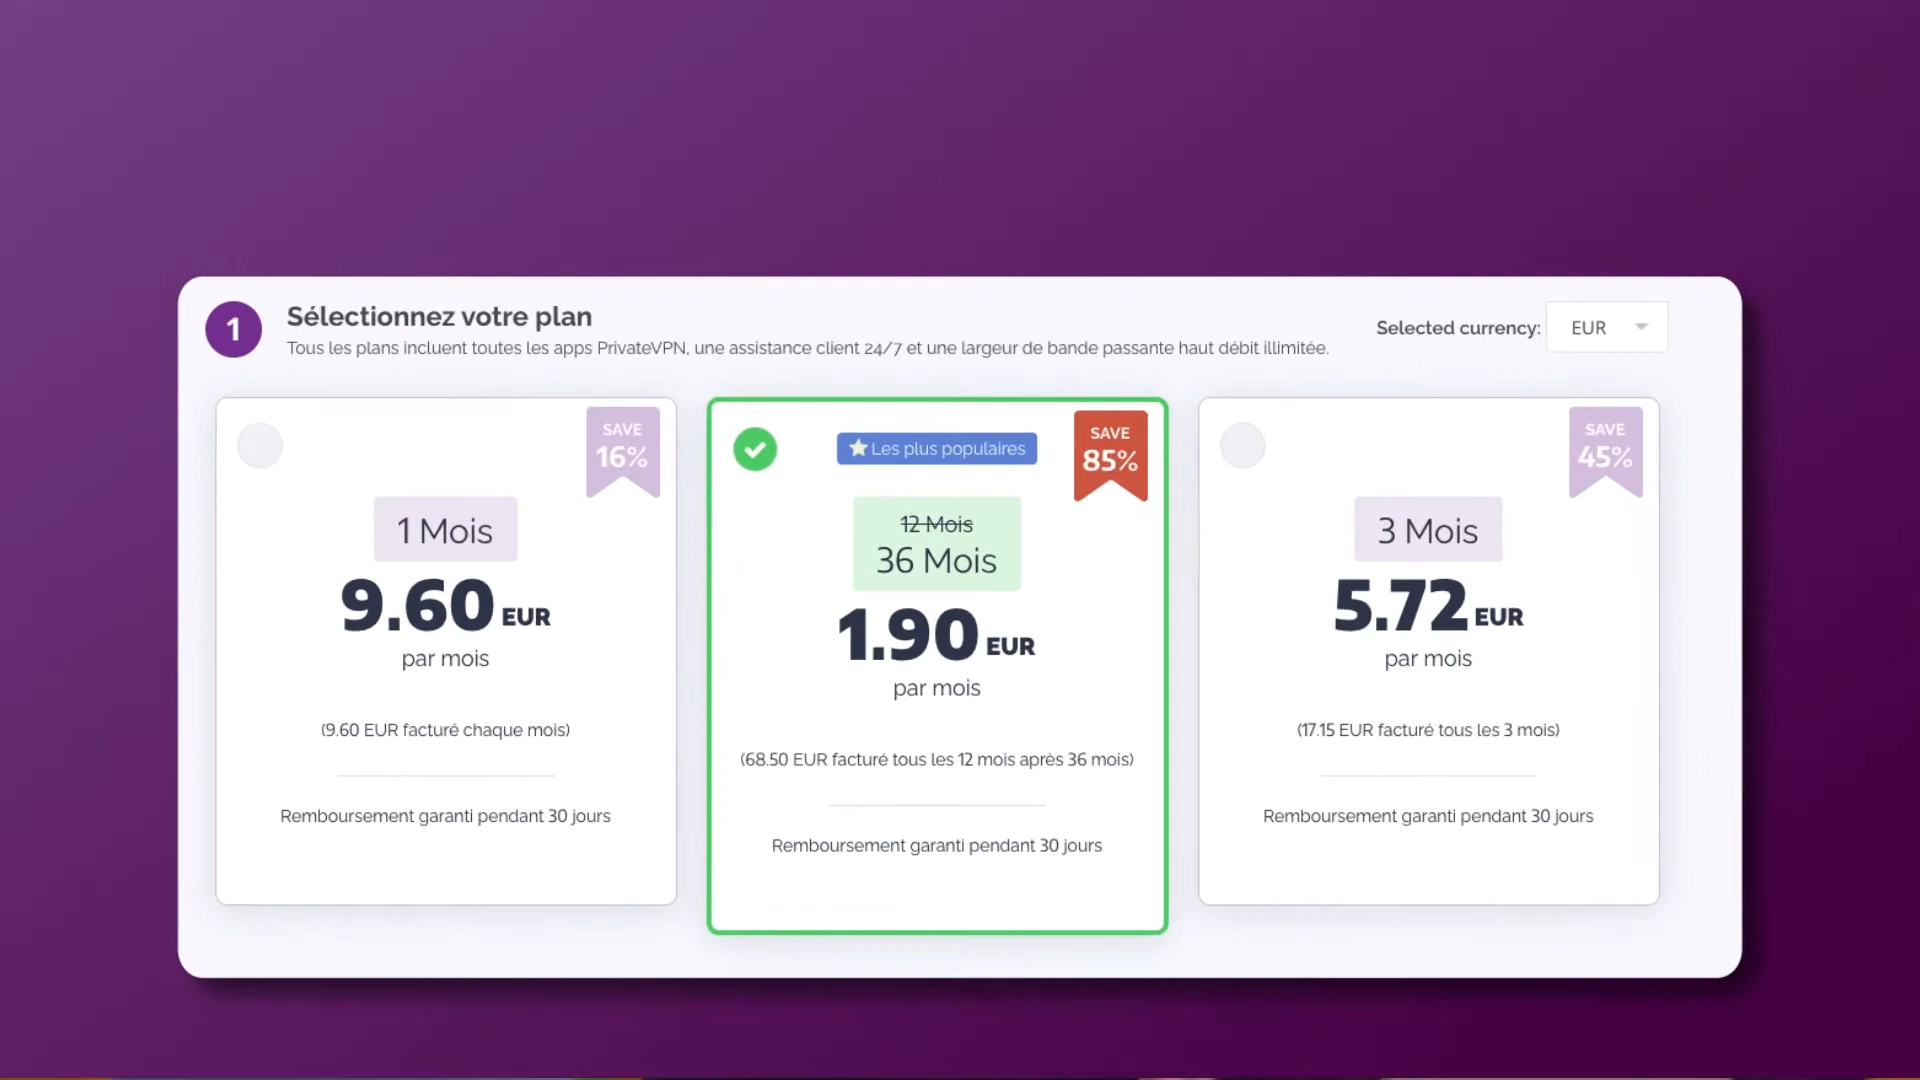 1
Sélectionnez votre plan
Tous les plans incluent toutes les apps PrivateVPN, une assistance client 24/7 et une largeur de bande passante haut débit illimitée.
Selected currency:
EUR
SAVE
16%
1 Mois
9.60 EUR
par mois
(9.60 EUR facturé chaque mois)
Remboursement garanti pendant 30 jours
Les plus populaires
SAVE
85%
12 Mois
36 Mois
1.90 EUR
par mois
(68.50 EUR facturé tous les 12 mois après 36 mois)
Remboursement garanti pendant 30 jours
SAVE
45%
3 Mois
5.72 EUR
par mois
(17.15 EUR facturé tous les 3 mois)
Remboursement garanti pendant 30 jours